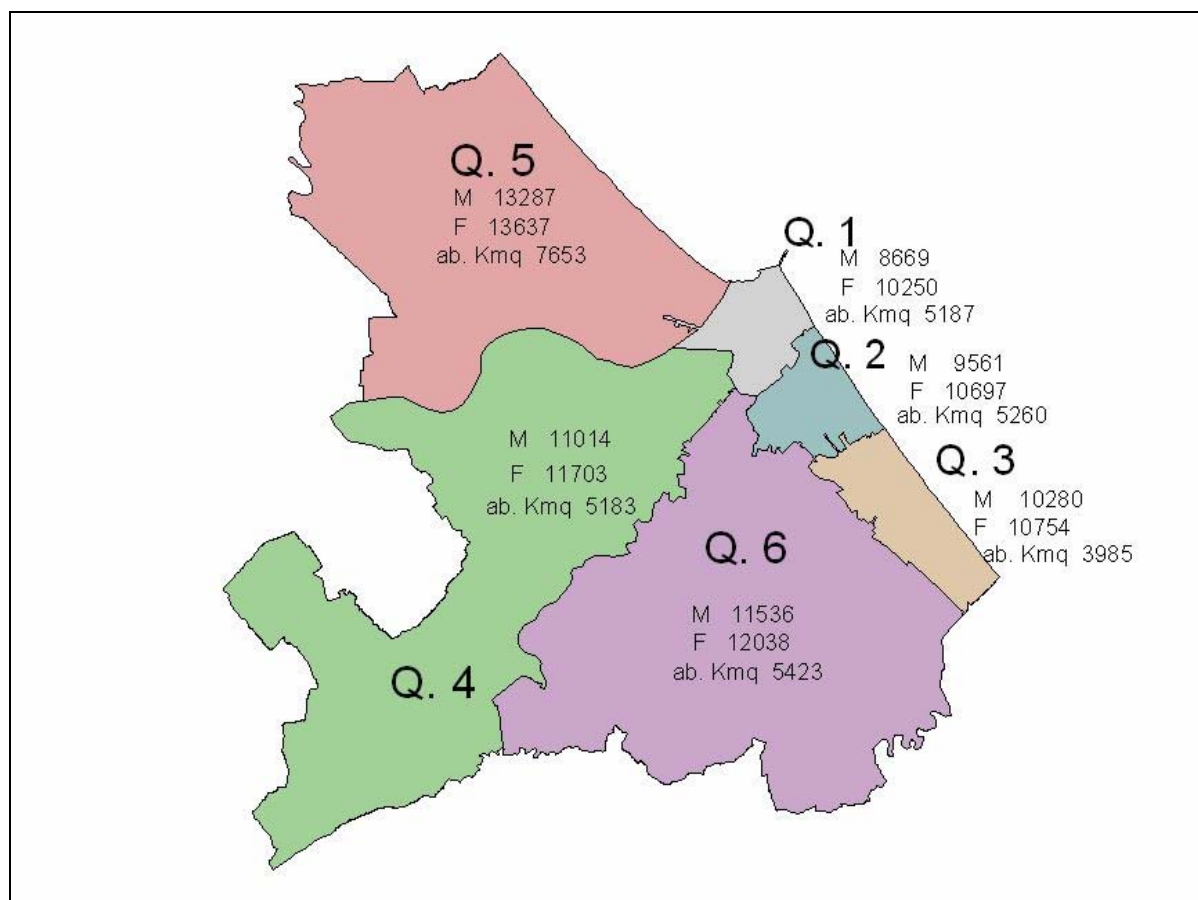 Q. 5
M 13287
F 13637
ab. Kmq 7653
Q. 1
M 8669
F 10250
ab. Kmq 5187
Q. 2
M 9561
F 10697
ab. Kmq 5260
Q. 3
M 10280
F 10754
ab. Kmq 3985
M 11014
F 11703
ab. Kmq 5183
Q. 4
Q. 6
M 11536
F 12038
ab. Kmq 5423